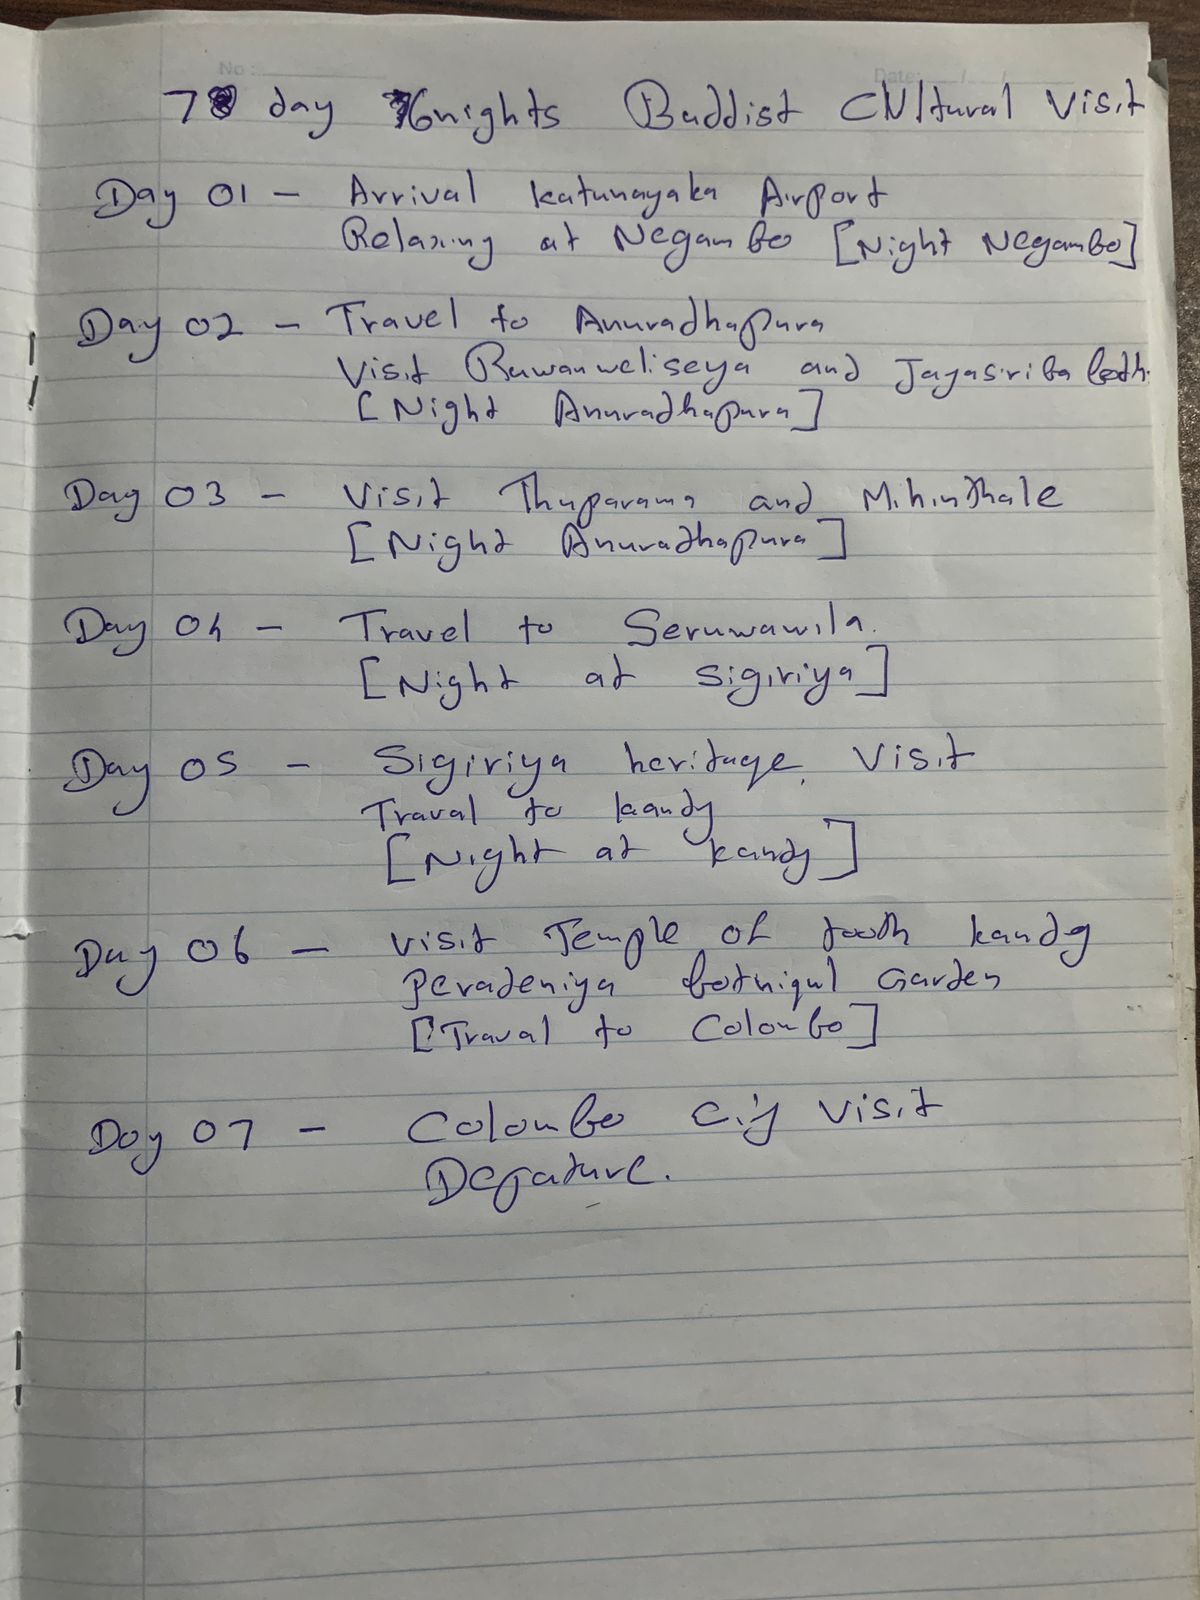 No :
Date: / /
7 day 6nights Buddist Cultural Visit
Day 01 - Arrival katunayaka Airport
Relaxing at Negambo [Night Negambo]
Day 02 - Travel to Anuradhapura
Visit Ruwanweliseya and Jayasriba bodh
[Night Anuradhapura]
Day 03 - Visit Thuparama and Mihinthale
[Night Anuradhapura]
Day 04 - Travel to Seruwawila.
[Night at Sigiriya]
Day 05 - Sigiriya heritage Visit
Traval to kandy
[Night at kandy]
Day 06 - Visit Temple of tooth kandy
peradeniya botniqul Garden
[Traval to Colombo]
Day 07 - Colombo City Visit
Depature.